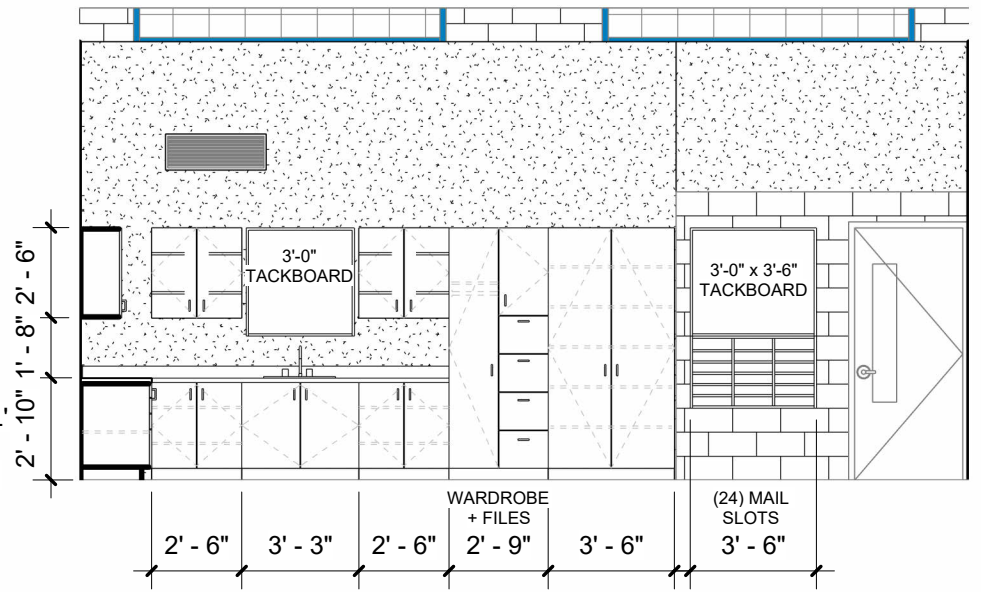 3'-0"
TACKBOARD
3'-0" x 3'-6"
TACKBOARD
2' - 6"
1' - 8"
2' - 10"
WARDROBE
+ FILES
(24) MAIL
SLOTS
2' - 6"
3' - 3"
2' - 6"
2' - 9"
3' - 6"
3' - 6"